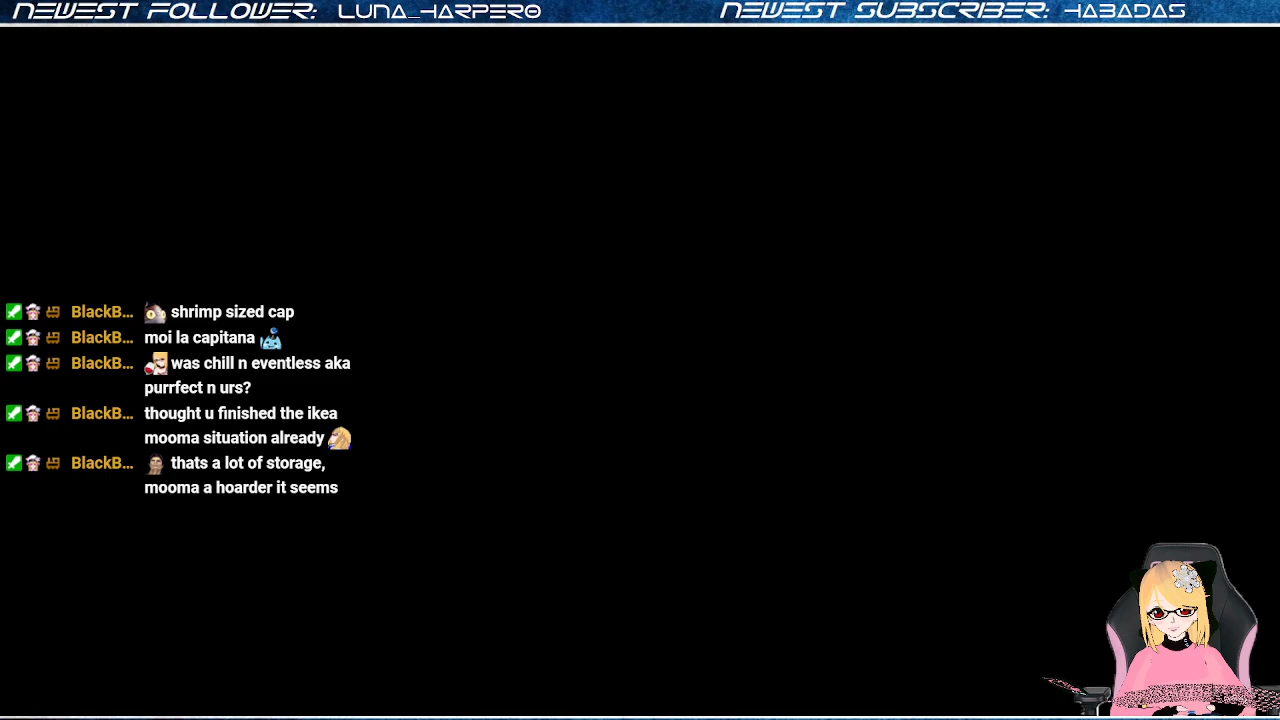 NEWEST FOLLOWER: LUNA_HARPER0 NEWEST SUBSCRIBER: HABADAS
BlackB... shrimp sized cap
BlackB... moi la capitana
BlackB... was chill n eventless aka
purrfect n urs?
BlackB... thought u finished the ikea
mooma situation already
BlackB... thats a lot of storage,
mooma a hoarder it seems